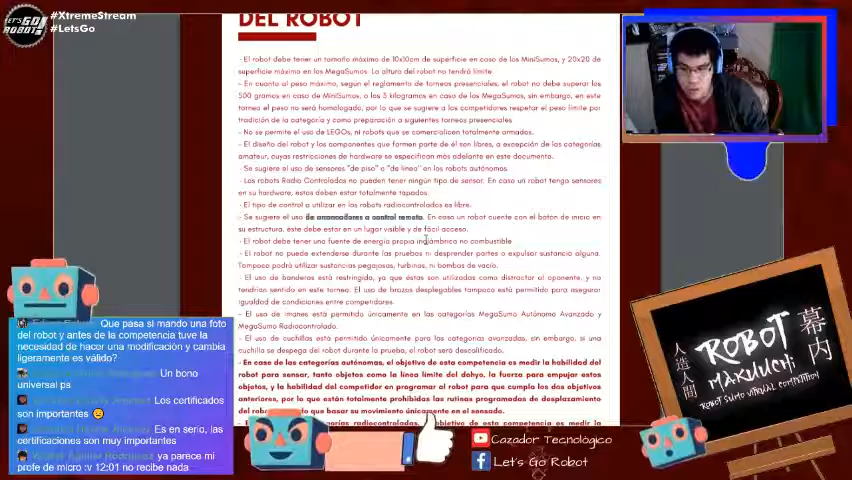 LET'S GO ROBOT!
#XtremeStream
#LetsGo
DEL ROBOT
- El robot debe tener un tamaño máximo de 10x10cm de superficie en caso de los MiniSumos, y 20x20 de
superficie máximo en los MegaSumos. La altura del robot no tendrá límite.
- En cuanto al peso máximo, según el reglamento de torneos presenciales, el robot no debe superar los
500 gramos en caso de MiniSumos, o los 3 kilogramos en caso de los MegaSumos, sin embargo, en este
torneo el peso no será homologado, por lo que se sugiere a los competidores respetar el peso límite por
tradición de la categoría y como preparación a siguientes torneos presenciales
- No se permite el uso de LEGOs, ni robots que se comercialicen totalmente armados.
- El diseño del robot y los componentes que formen parte de él son libres, a excepción de las categorías
amateur, cuyas restricciones de hardware se especifican más adelante en este documento.
- Se sugiere el uso de sensores "de piso" o "de linea" en los robots autónomos.
- Los robots Radio Controlados no pueden tener ningún tipo de sensor. En caso un robot tenga sensores
en su hardware, estos deben estar totalmente tapados.
- El tipo de control a utilizar en los robots radiocontrolados es libre.
- Se sugiere el uso de arrancadores a control remoto. En caso un robot cuente con el botón de inicio en
su estructura, éste debe estar en un lugar visible y de fácil acceso.
- El robot debe tener una fuente de energía propia inalámbrica no combustible
- El robot no puede extenderse durante las pruebas ni desprender partes o expulsar sustancia alguna.
Tampoco podrá utilizar sustancias pegajosas, turbinas, ni bombas de vacío.
- El uso de banderas está restringido, ya que éstas son utilizadas como distractor al oponente, y no
tendrían sentido en este torneo. El uso de brazos desplegables tampoco está permitido para asegurar
igualdad de condiciones entre competidores.
- El uso de imanes está permitido únicamente en las categorías MegaSumo Autónomo Avanzado y
MegaSumo Radiocontrolado.
- El uso de cuchillas está permitido únicamente para las categorías avanzadas, sin embargo, si una
cuchilla se despega del robot durante la prueba, el robot será descalificado.
- En caso de las categorías autónomas, el objetivo de esta competencia es medir la habilidad del
robot para sensar, tanto objetos como la línea límite del dohyo, la fuerza para empujar estos
objetos, y la habilidad del competidor en programar al robot para que cumpla los dos objetivos
anteriores, por lo que están totalmente prohibidas las rutinas programadas de desplazamiento
del que basar su movimiento únicamente en el sensado.
radiocontroladas, objetivo de esta competencia es medir la
Que pasa si mando una foto
del robot y antes de la competencia tuve la
necesidad de hacar una modificación y cambia
ligeramente es válido?
Un bono
universal ps
Los certificados
son importantes
Es en serio, las
certificaciones son muy importantes
ya parece mi
profe de micro :v 12:01 no recibe nada
Cazador Tecnológico
Let's Go Robot
人造人間
ROBOT
MAKUUCHI
ROBOT SUMO VIRTUAL COMPETITION
幕内